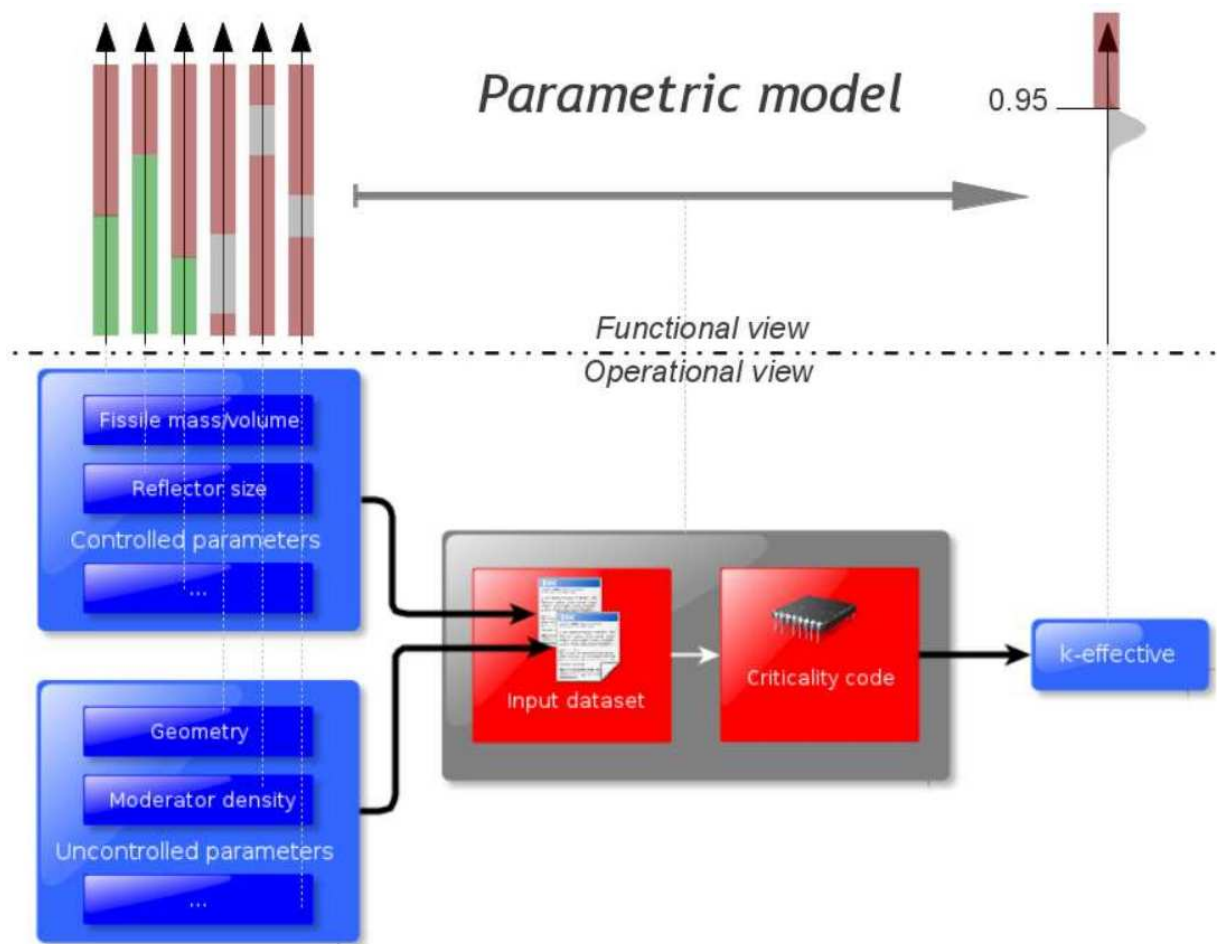 Parametric model
0.95
Functional view
Operational view
Fissile mass/volume
Reflector size
Controlled parameters
...
Input dataset
Criticality code
k-effective
Geometry
Moderator density
Uncontrolled parameters
...